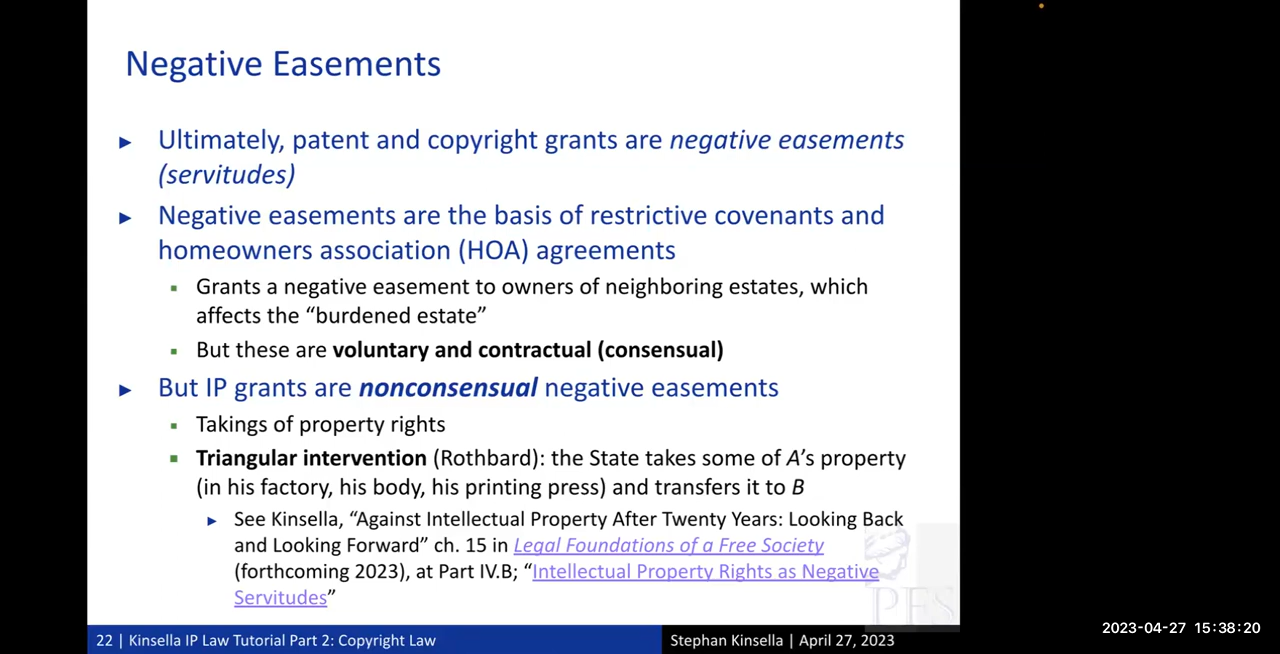 Negative Easements
► Ultimately, patent and copyright grants are negative easements
(servitudes)
► Negative easements are the basis of restrictive covenants and
homeowners association (HOA) agreements
▪ Grants a negative easement to owners of neighboring estates, which
affects the “burdened estate”
▪ But these are voluntary and contractual (consensual)
► But IP grants are nonconsensual negative easements
▪ Takings of property rights
▪ Triangular intervention (Rothbard): the State takes some of A’s property
(in his factory, his body, his printing press) and transfers it to B
► See Kinsella, “Against Intellectual Property After Twenty Years: Looking Back
and Looking Forward” ch. 15 in Legal Foundations of a Free Society
(forthcoming 2023), at Part IV.B; “Intellectual Property Rights as Negative
Servitudes”
PFS
22 | Kinsella IP Law Tutorial Part 2: Copyright Law
Stephan Kinsella | April 27, 2023
2023-04-27 15:38:20